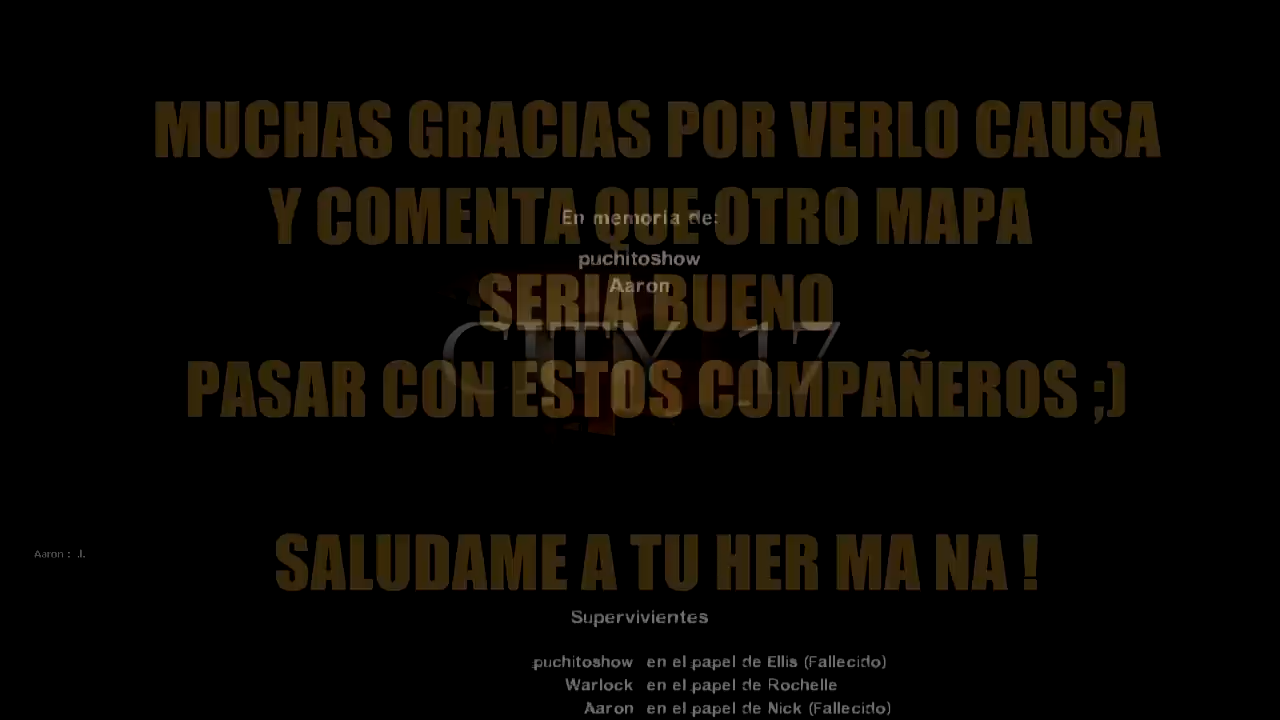 MUCHAS GRACIAS POR VERLO CAUSA
Y COMENTA QUE OTRO MAPA
En memoria de:
puchitoshow
Aaron
SERIA BUENO
CITY 17
PASAR CON ESTOS COMPAÑEROS ;)
Aaron : .l.
SALUDAME A TU HER MA NA !
Supervivientes
puchitoshow en el papel de Ellis (Fallecido)
Warlock en el papel de Rochelle
Aaron en el papel de Nick (Fallecido)